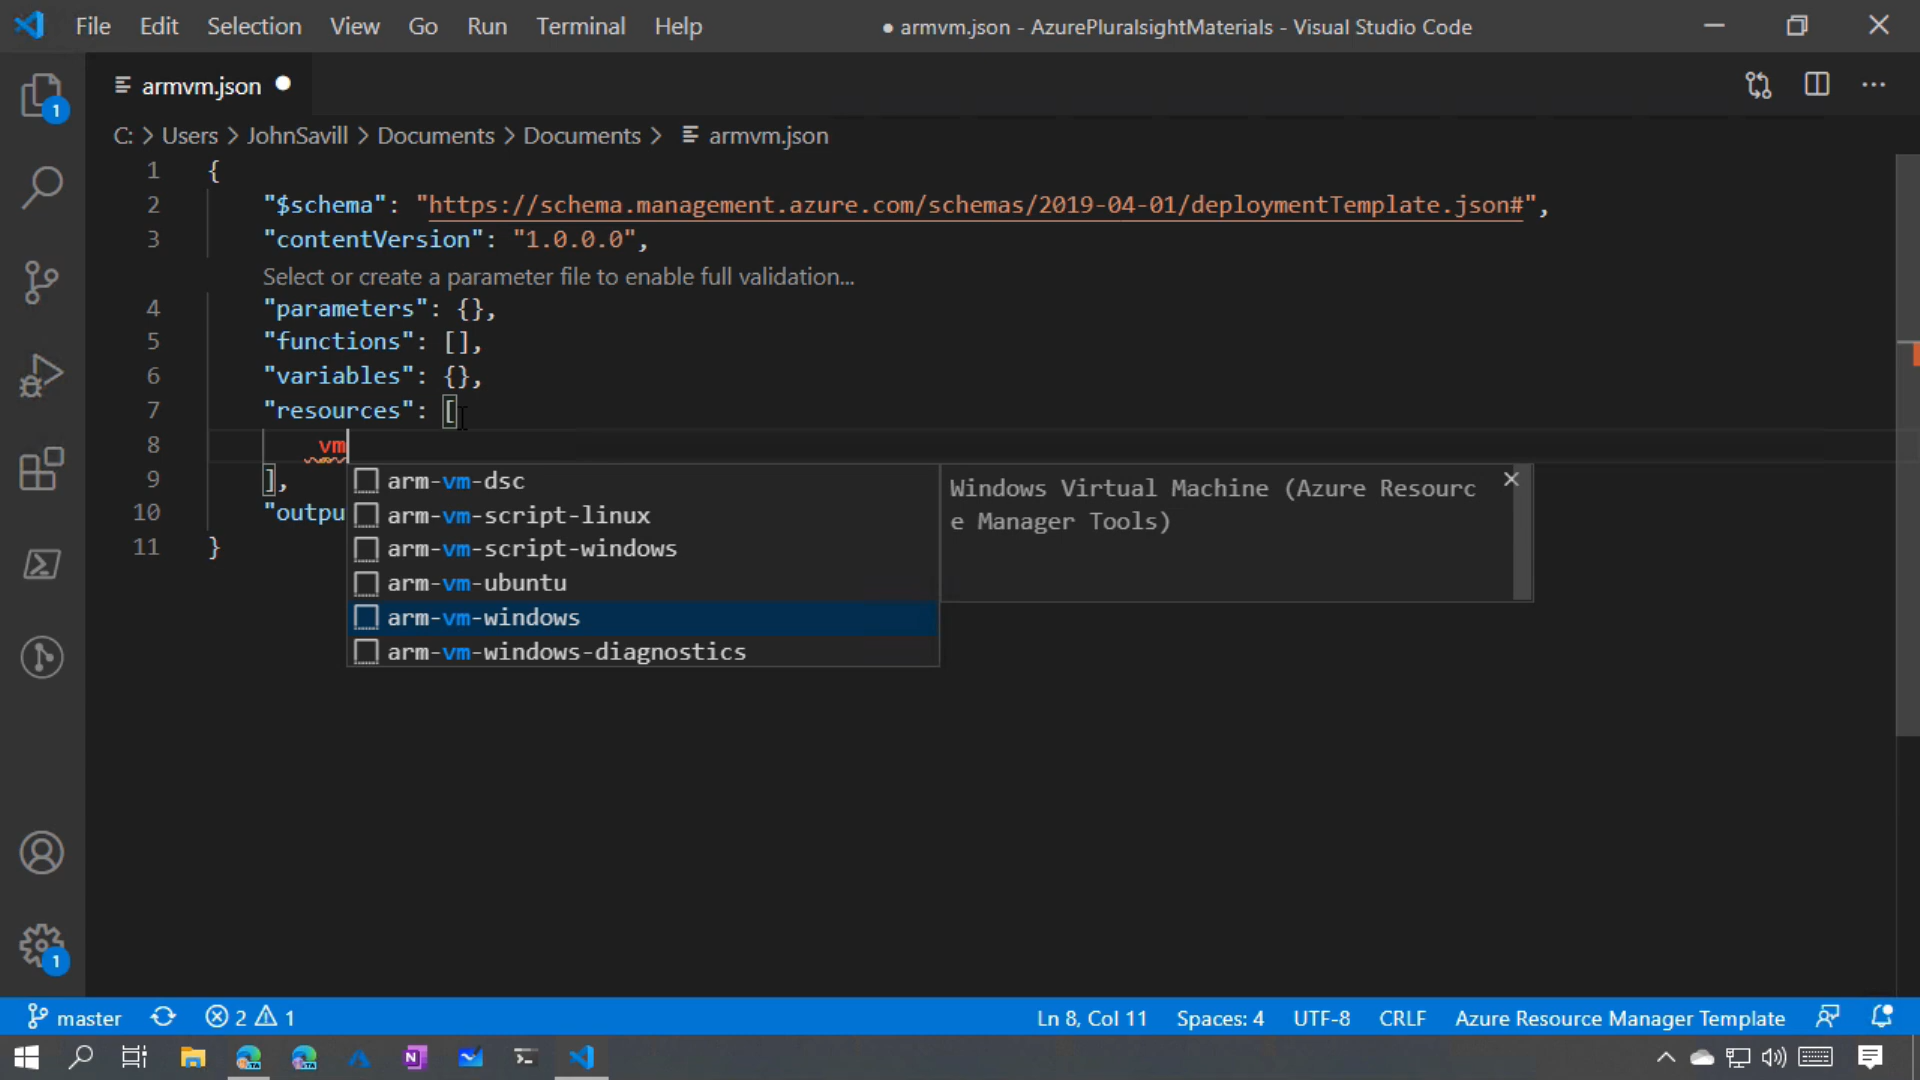 File Edit Selection View Go Run Terminal Help
● armvm.json - AzurePluralsightMaterials - Visual Studio Code
armvm.json
C: > Users > JohnSavill > Documents > Documents > armvm.json
1 {
2 "$schema": "https://schema.management.azure.com/schemas/2019-04-01/deploymentTemplate.json#",
3 "contentVersion": "1.0.0.0",
Select or create a parameter file to enable full validation...
4 "parameters": {},
5 "functions": [],
6 "variables": {},
7 "resources": [
8 vm
9 ],
10 "outpu
11 }
arm-vm-dsc
arm-vm-script-linux
arm-vm-script-windows
arm-vm-ubuntu
arm-vm-windows
arm-vm-windows-diagnostics
Windows Virtual Machine (Azure Resourc
e Manager Tools)
1
1
master 2 1
Ln 8, Col 11 Spaces: 4 UTF-8 CRLF Azure Resource Manager Template